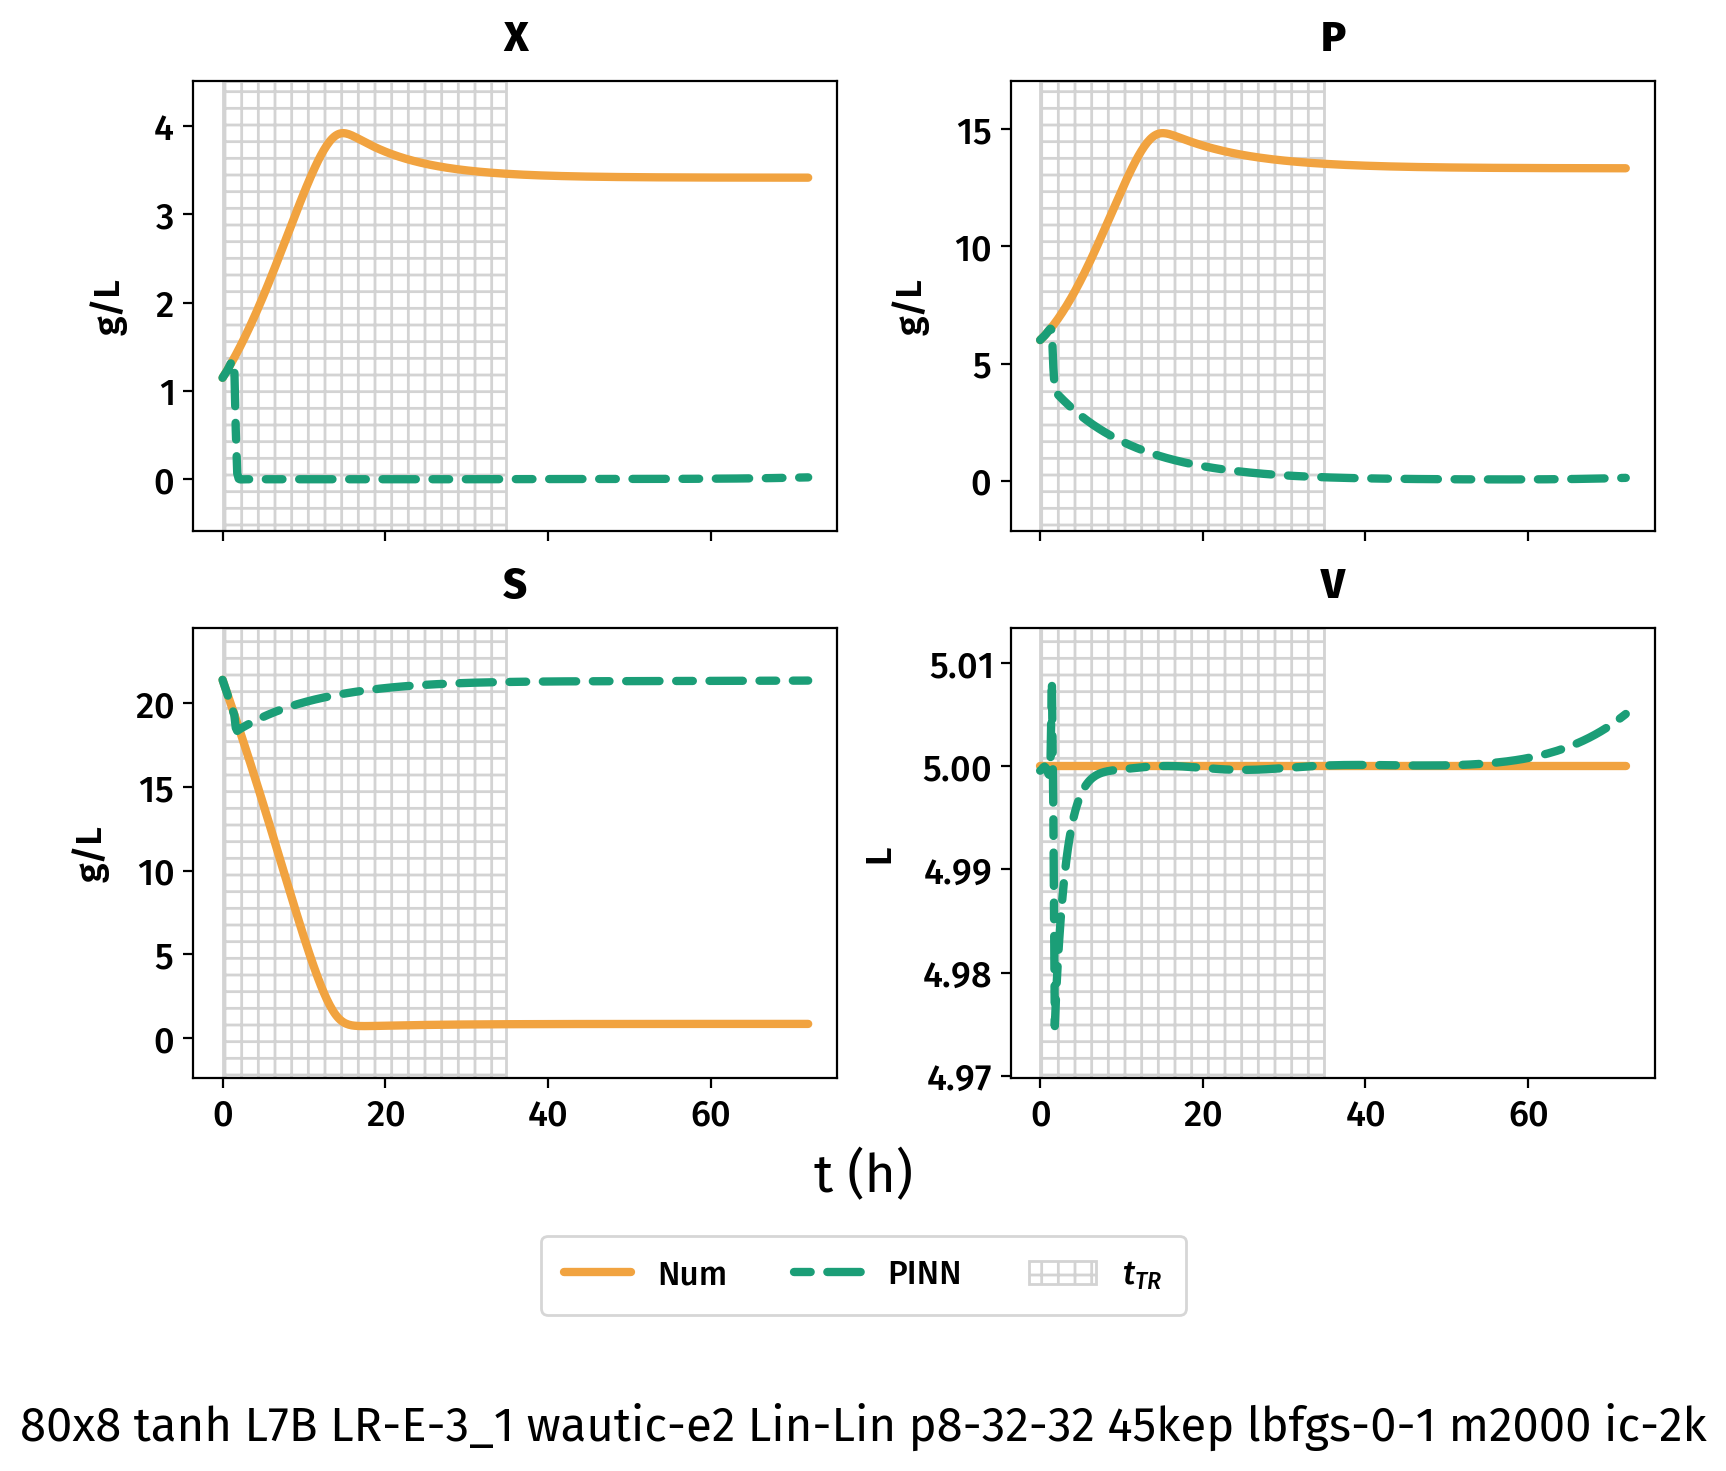 X
4
3
2
1
0
g/L
P
15
10
5
0
g/L
S
20
15
10
5
0
g/L
0 20 40 60
V
5.01
5.00
4.99
4.98
4.97
L
0 20 40 60
t (h)
Num PINN tTR
80x8 tanh L7B LR-E-3_1 wautic-e2 Lin-Lin p8-32-32 45kep lbfgs-0-1 m2000 ic-2k